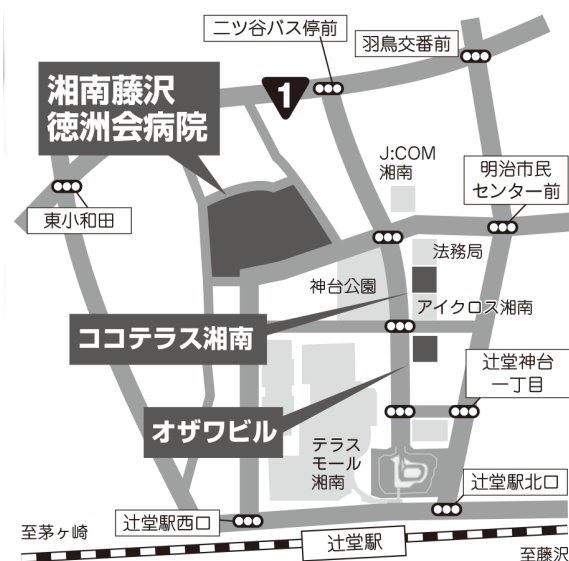 二ツ谷バス停前
羽鳥交番前
湘南藤沢
徳洲会病院
1
J:COM
湘南
明治市民
センター前
東小和田
法務局
神台公園
アイクロス湘南
ココテラス湘南
辻堂神台
一丁目
オザワビル
テラス
モール
湘南
辻堂駅北口
辻堂駅西口
至茅ヶ崎
辻堂駅
至藤沢